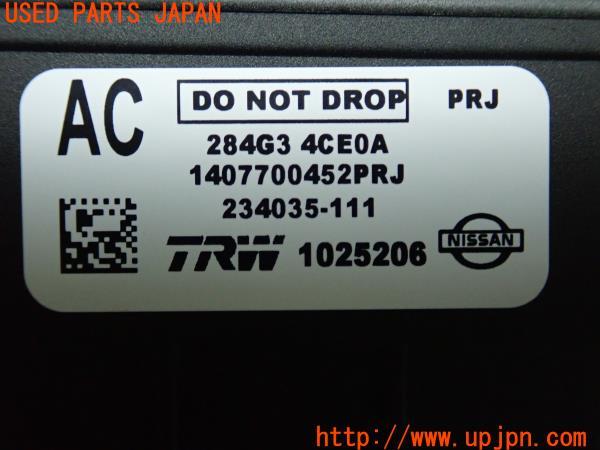 USED PARTS JAPAN
AC DO NOT DROP PRJ
284G3 4CE0A
1407700452PRJ
234035-111
TRW 1025206 NISSAN
UPJ http://www.upjpn.com/